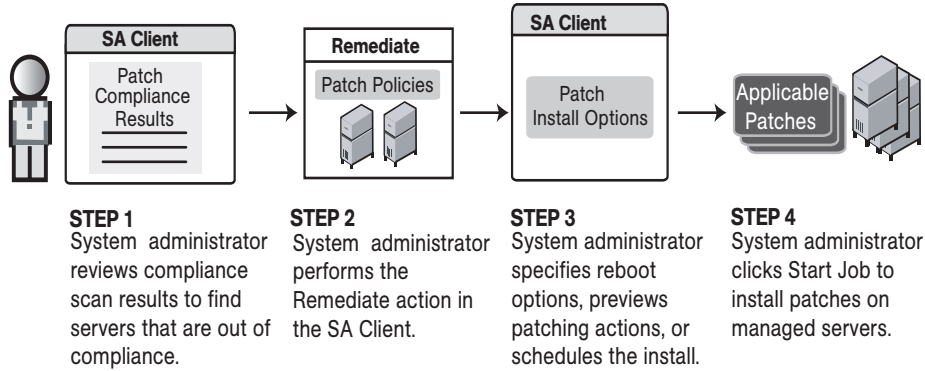 SA Client
Patch
Compliance
Results
Remediate
Patch Policies
SA Client
Patch
Install Options
Applicable
Patches
STEP 1
System administrator
reviews compliance
scan results to find
servers that are out of
compliance.
STEP 2
System administrator
performs the
Remediate action in
the SA Client.
STEP 3
System administrator
specifies reboot
options, previews
patching actions, or
schedules the install.
STEP 4
System administrator
clicks Start Job to
install patches on
managed servers.